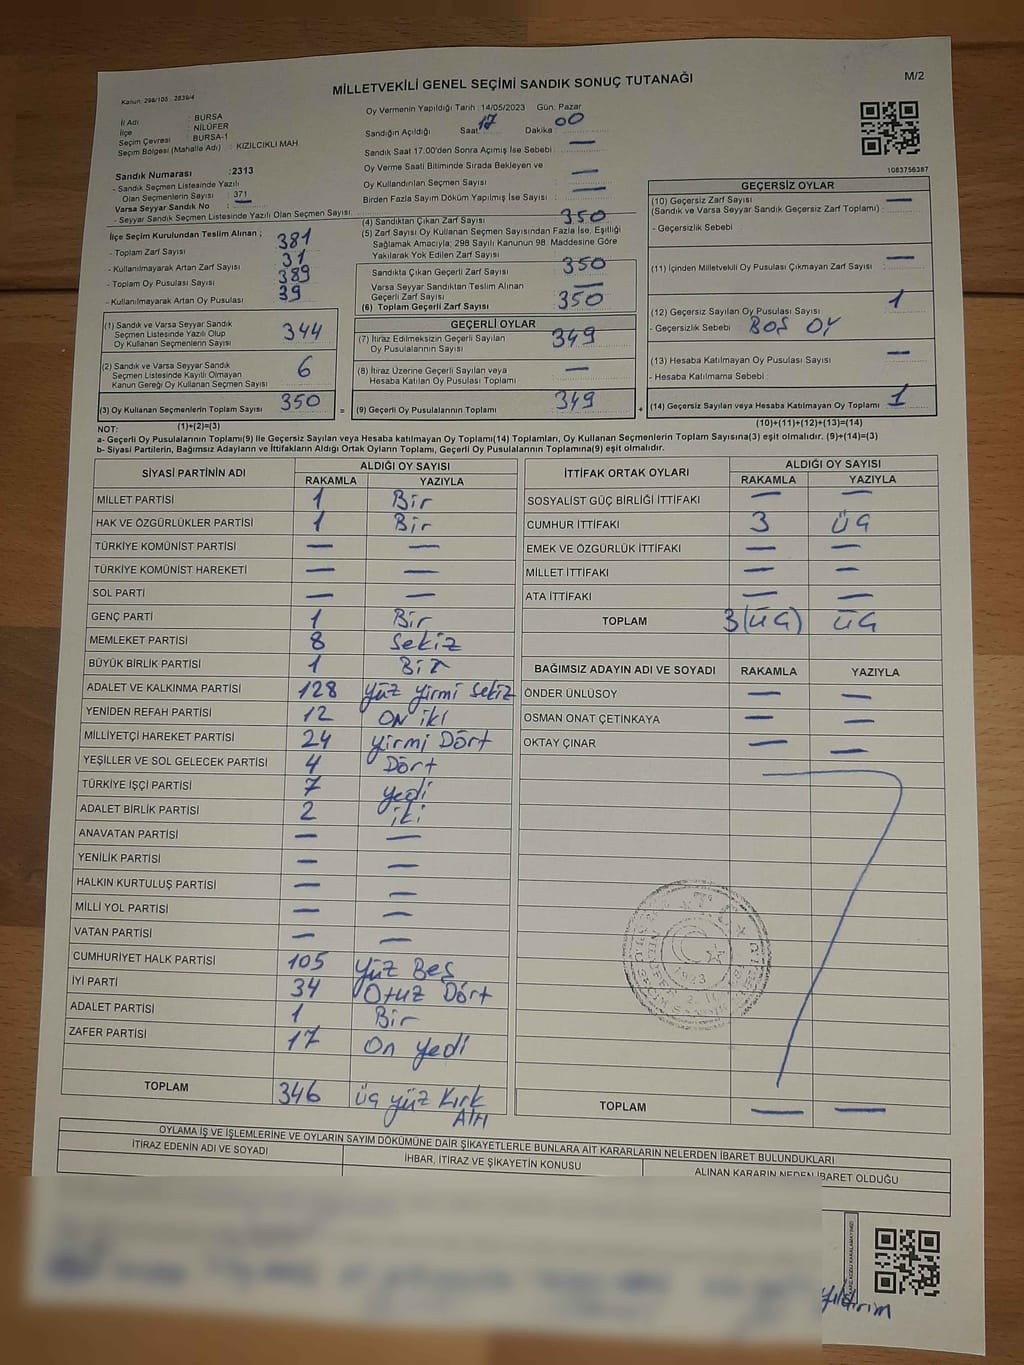 MİLLETVEKİLİ GENEL SEÇİMİ SANDIK SONUÇ TUTANAĞI
M/2
Kanun: 298/105 2839/4
İl Adı : BURSA
İlçe : NİLÜFER
Seçim Çevresi : BURSA-1
Seçim Bölgesi (Mahalle Adı) : KIZILCIKLI MAH
Oy Vermenin Yapıldığı Tarih :14/05/2023 Gün: Pazar
Sandığın Açıldığı Saat 17 Dakika : 00
Sandık Saat 17.00'den Sonra Açımış İse Sebebi : —
Oy Verme Saati Bitiminde Sırada Bekleyen ve
Oy Kullandırılan Seçmen Sayısı : —
Birden Fazla Sayım Döküm Yapılmış İse Sayısı : —
1083756387
Sandık Numarası :2313
- Sandık Seçmen Listesinde Yazılı
Olan Seçmenlerin Sayısı : 371
Varsa Seyyar Sandık No : —
- Seyyar Sandık Seçmen Listesinde Yazılı Olan Seçmen Sayısı
İlçe Seçim Kurulundan Teslim Alınan ;
- Toplam Zarf Sayısı 381
- Kullanılmayarak Artan Zarf Sayısı 31
- Toplam Oy Pusulası Sayısı 389
- Kullanılmayarak Artan Oy Pusulası 39
(1) Sandık ve Varsa Seyyar Sandık
Seçmen Listesinde Yazılı Olup
Oy Kullanan Seçmenlerin Sayısı 344
(2) Sandık ve Varsa Seyyar Sandık
Seçmen Listesinde Kayıtlı Olmayan
Kanun Gereği Oy Kullanan Seçmen Sayısı 6
(3) Oy Kullanan Seçmenlerin Toplam Sayısı 350
(1)+(2)=(3)
(4) Sandıktan Çıkan Zarf Sayısı 350
(5) Zarf Sayısı Oy Kullanan Seçmen Sayısından Fazla İse, Eşitliği
Sağlamak Amacıyla; 298 Sayılı Kanunun 98. Maddesine Göre
Yakılarak Yok Edilen Zarf Sayısı
Sandıkta Çıkan Geçerli Zarf Sayısı 350
Varsa Seyyar Sandıktan Teslim Alınan
Geçerli Zarf Sayısı —
(6) Toplam Geçerli Zarf Sayısı 350
GEÇERLİ OYLAR
(7) İtiraz Edilmeksizin Geçerli Sayılan
Oy Pusulalarının Sayısı 349
(8) İtiraz Üzerine Geçerli Sayılan veya
Hesaba Katılan Oy Pusulası Toplamı —
= (9) Geçerli Oy Pusulalarının Toplamı 349
GEÇERSİZ OYLAR
(10) Geçersiz Zarf Sayısı
(Sandık ve Varsa Seyyar Sandık Geçersiz Zarf Toplamı) : —
- Geçersizlik Sebebi :
(11) İçinden Milletvekili Oy Pusulası Çıkmayan Zarf Sayısı —
(12) Geçersiz Sayılan Oy Pusulası Sayısı 1
- Geçersizlik Sebebi : BOŞ OY
(13) Hesaba Katılmayan Oy Pusulası Sayısı —
- Hesaba Katılmama Sebebi :
+ (14) Geçersiz Sayılan veya Hesaba Katılmayan Oy Toplamı 1
(10)+(11)+(12)+(13)=(14)
NOT:
a- Geçerli Oy Pusulalarının Toplamı(9) İle Geçersiz Sayılan veya Hesaba katılmayan Oy Toplamı(14) Toplamları, Oy Kullanan Seçmenlerin Toplam Sayısına(3) eşit olmalıdır. (9)+(14)=(3)
b- Siyasi Partilerin, Bağımsız Adayların ve İttifakların Aldığı Ortak Oyların Toplamı, Geçerli Oy Pusulalarının Toplamına(9) eşit olmalıdır.
SİYASİ PARTİNİN ADI ALDIĞI OY SAYISI
RAKAMLA YAZIYLA
MİLLET PARTİSİ 1 Bir
HAK VE ÖZGÜRLÜKLER PARTİSİ 1 Bir
TÜRKİYE KOMÜNİST PARTİSİ — —
TÜRKİYE KOMÜNİST HAREKETİ — —
SOL PARTİ — —
GENÇ PARTİ 1 Bir
MEMLEKET PARTİSİ 8 Sekiz
BÜYÜK BİRLİK PARTİSİ 1 Bir
ADALET VE KALKINMA PARTİSİ 128 yüz yirmi sekiz
YENİDEN REFAH PARTİSİ 12 ON iki
MİLLİYETÇİ HAREKET PARTİSİ 24 yirmi Dört
YEŞİLLER VE SOL GELECEK PARTİSİ 4 Dört
TÜRKİYE İŞÇİ PARTİSİ 7 yedi
ADALET BİRLİK PARTİSİ 2 iki
ANAVATAN PARTİSİ — —
YENİLİK PARTİSİ — —
HALKIN KURTULUŞ PARTİSİ — —
MİLLİ YOL PARTİSİ — —
VATAN PARTİSİ — —
CUMHURİYET HALK PARTİSİ 105 yüz Beş
İYİ PARTİ 34 Otuz Dört
ADALET PARTİSİ 1 Bir
ZAFER PARTİSİ 17 On yedi
TOPLAM 346 üç yüz Kırk
Altı
İTTİFAK ORTAK OYLARI ALDIĞI OY SAYISI
RAKAMLA YAZIYLA
SOSYALİST GÜÇ BİRLİĞİ İTTİFAKI — —
CUMHUR İTTİFAKI 3 üç
EMEK VE ÖZGÜRLÜK İTTİFAKI — —
MİLLET İTTİFAKI — —
ATA İTTİFAKI — —
TOPLAM 3(üç) üç
BAĞIMSIZ ADAYIN ADI VE SOYADI RAKAMLA YAZIYLA
ÖNDER ÜNLÜSOY — —
OSMAN ONAT ÇETİNKAYA — —
OKTAY ÇINAR — —
1923
TOPLAM — —
OYLAMA İŞ VE İŞLEMLERİNE VE OYLARIN SAYIM DÖKÜMÜNE DAİR ŞİKAYETLERLE BUNLARA AİT KARARLARIN NELERDEN İBARET BULUNDUKLARI
İTİRAZ EDENİN ADI VE SOYADI İHBAR, İTİRAZ VE ŞİKAYETİN KONUSU ALINAN KARARIN NEDEN İBARET OLDUĞU
yıldırım